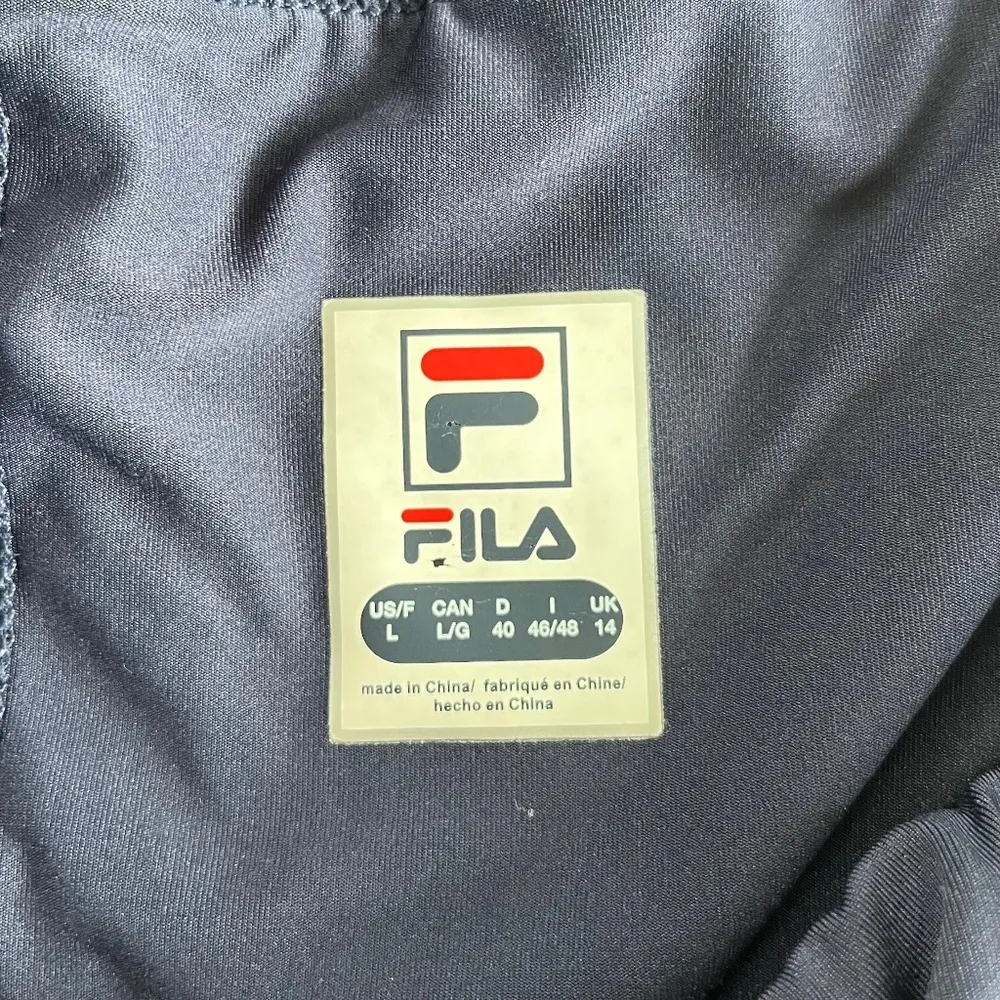 F
FILA
US/F CAN D I UK
L L/G 40 46/48 14
made in China/ fabriqué en Chine/
hecho en China